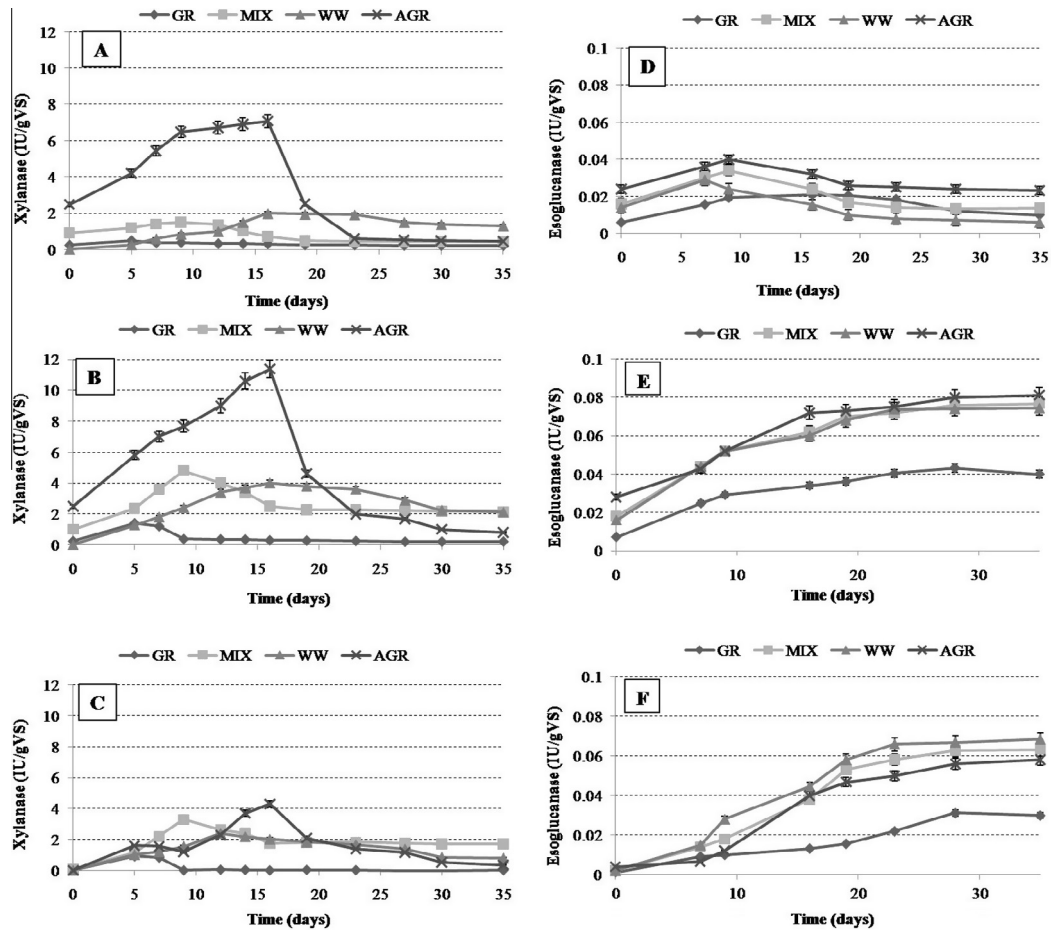 GR MIX WW AGR
A
Xylanase (IU/gVS)
12
10
8
6
4
2
0
0 5 10 15 20 25 30 35
Time (days)
GR MIX WW AGR
B
Xylanase (IU/gVS)
12
10
8
6
4
2
0
0 5 10 15 20 25 30 35
Time (days)
GR MIX WW AGR
C
Xylanase (IU/gVS)
12
10
8
6
4
2
0
0 5 10 15 20 25 30 35
Time (days)
GR MIX WW AGR
D
Esoglucanase (IU/gVS)
0.1
0.08
0.06
0.04
0.02
0
0 5 10 15 20 25 30 35
Time (days)
GR MIX WW AGR
E
Esoglucanase (IU/gVS)
0.1
0.08
0.06
0.04
0.02
0
0 10 20 30
Time (days)
GR MIX WW AGR
F
Esoglucanase (IU/gVS)
0.1
0.08
0.06
0.04
0.02
0
0 10 20 30
Time (days)